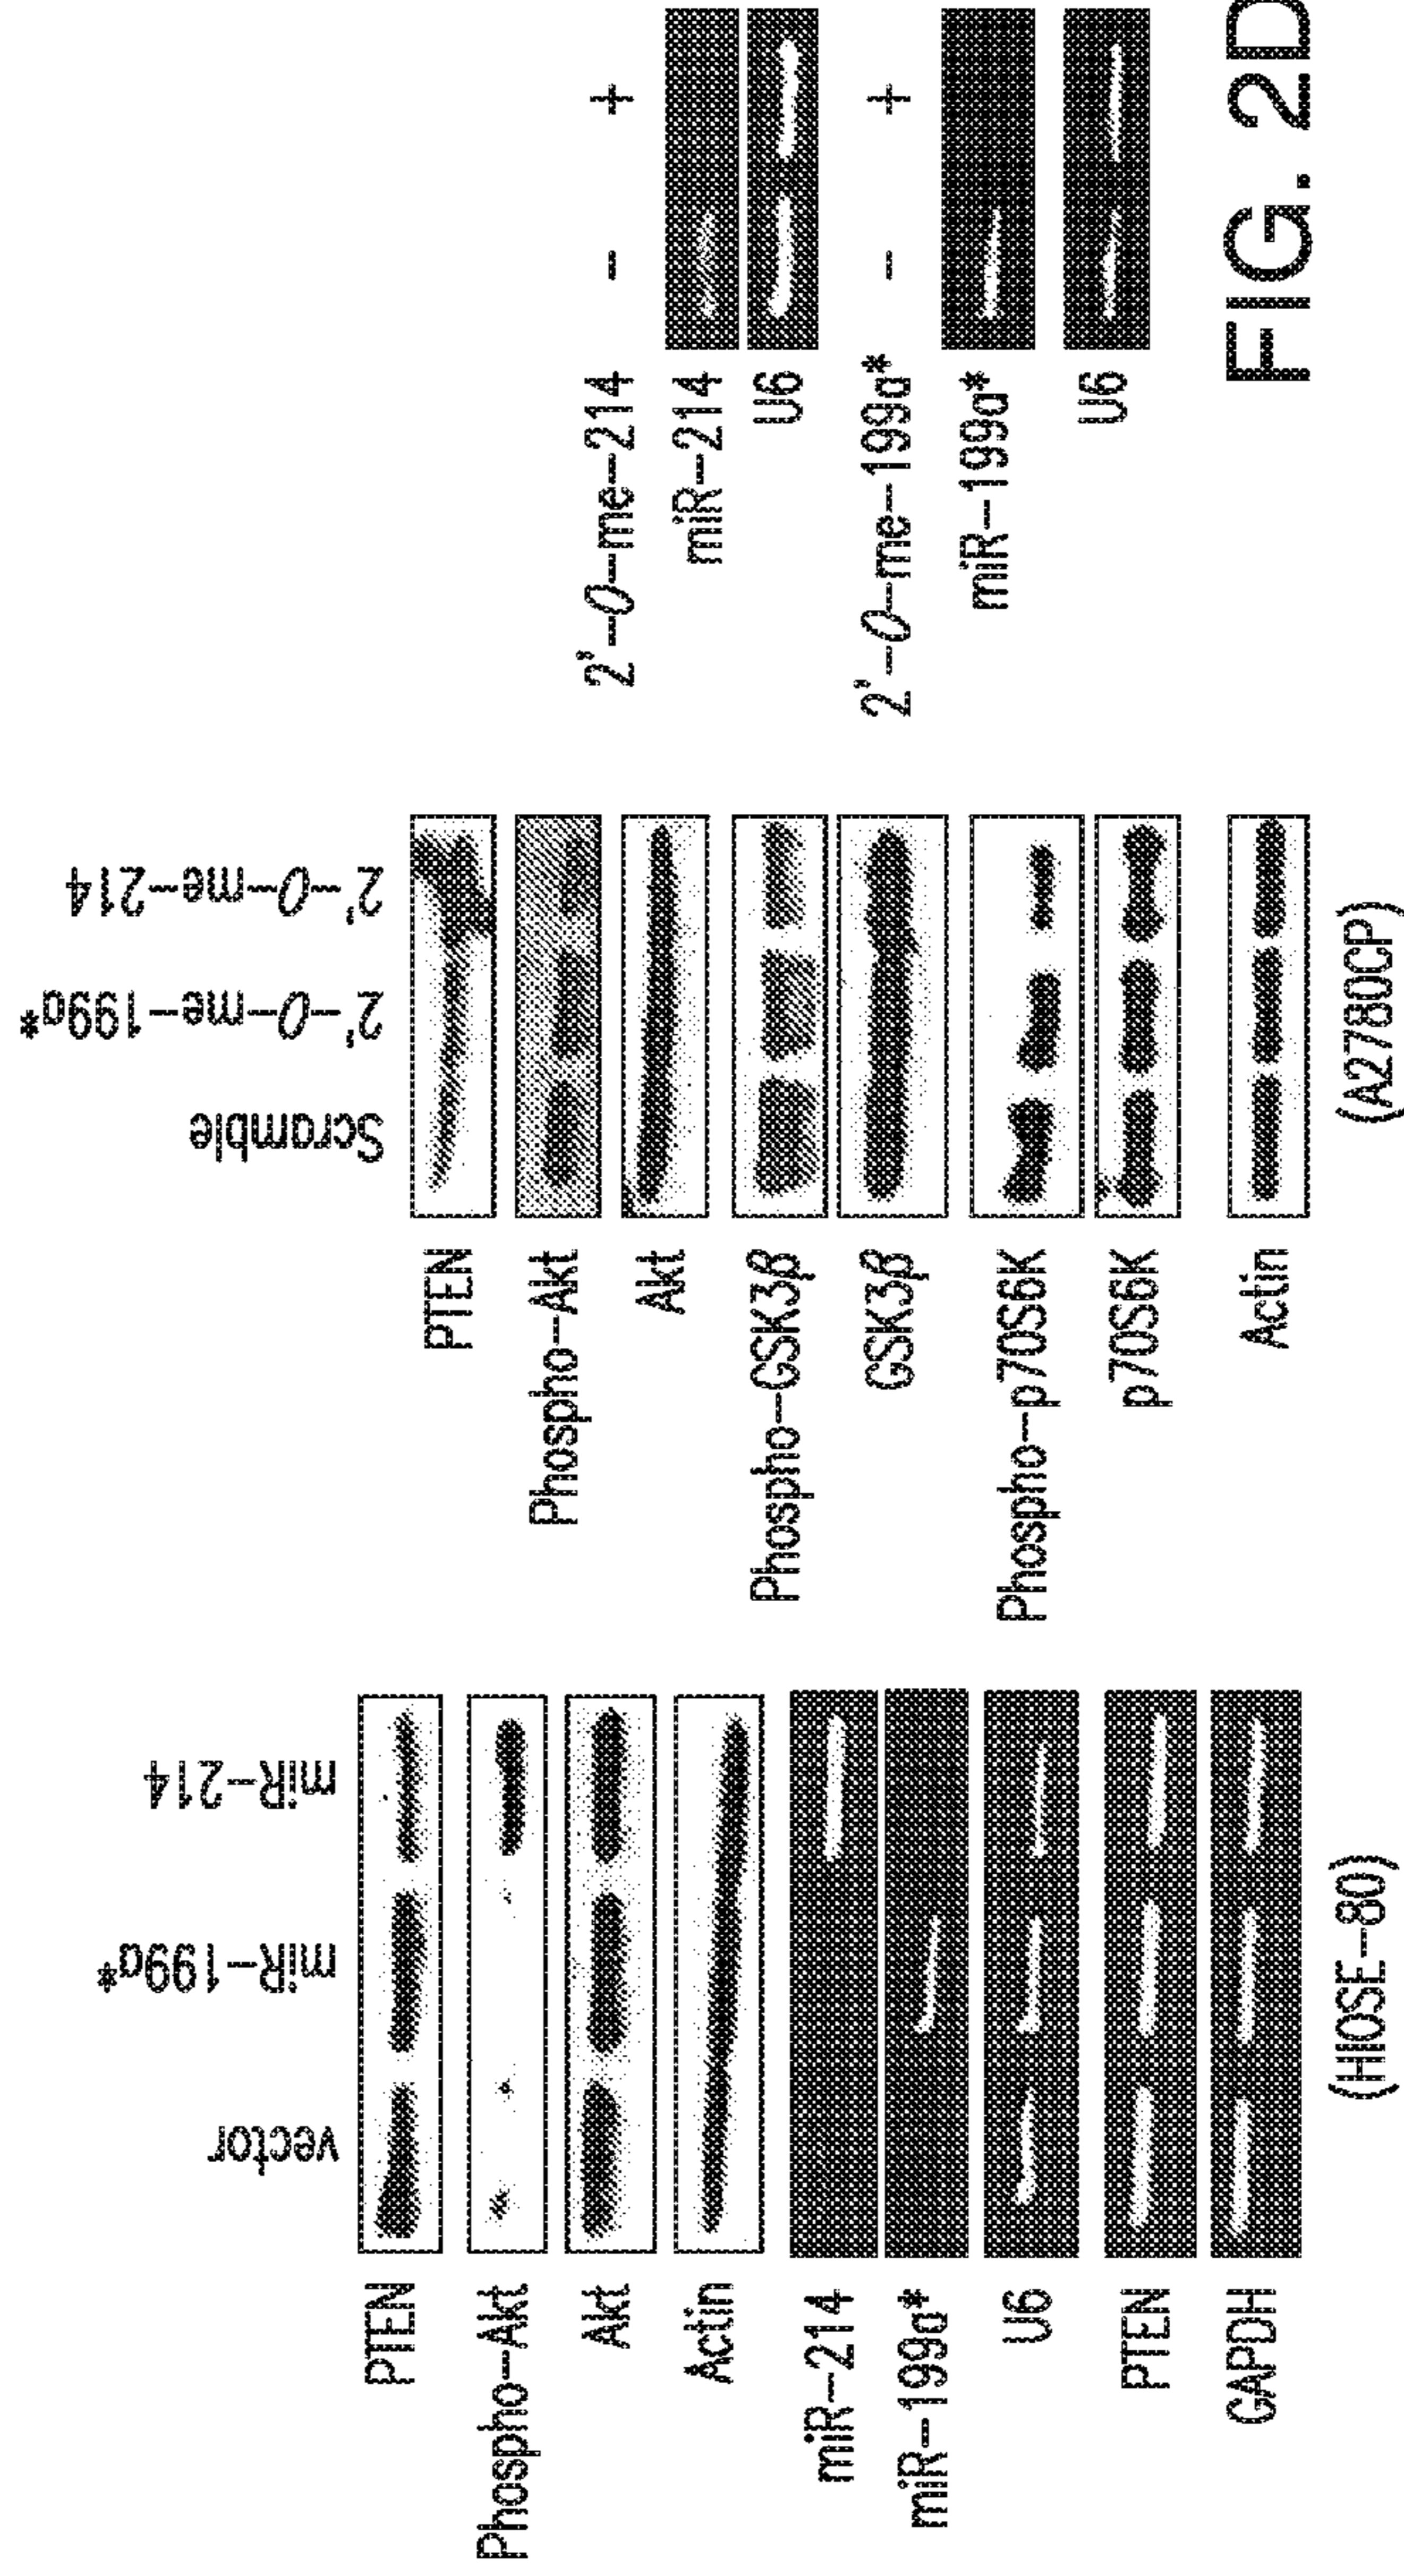 vector
miR-199a*
miR-214
PTEN
Phospho-Akt
Akt
Actin
miR-214
miR-199a*
U6
PTEN
GAPDH
(HIOSE-80)
Scramble
2'-O-me-199a*
2'-O-me-214
PTEN
Phospho-Akt
Akt
Phospho-GSK3β
GSK3β
Phospho-p70S6K
p70S6K
Actin
(A2780CP)
2'-O-me-214 - +
miR-214
U6
2'-O-me-199a* - +
miR-199a*
U6
FIG. 2D